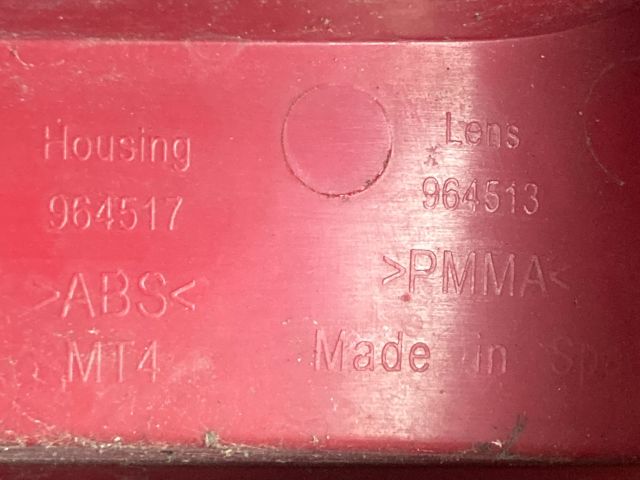 Housing
964517
>ABS<
MT4
Lens
964513
>PMMA<
Made in